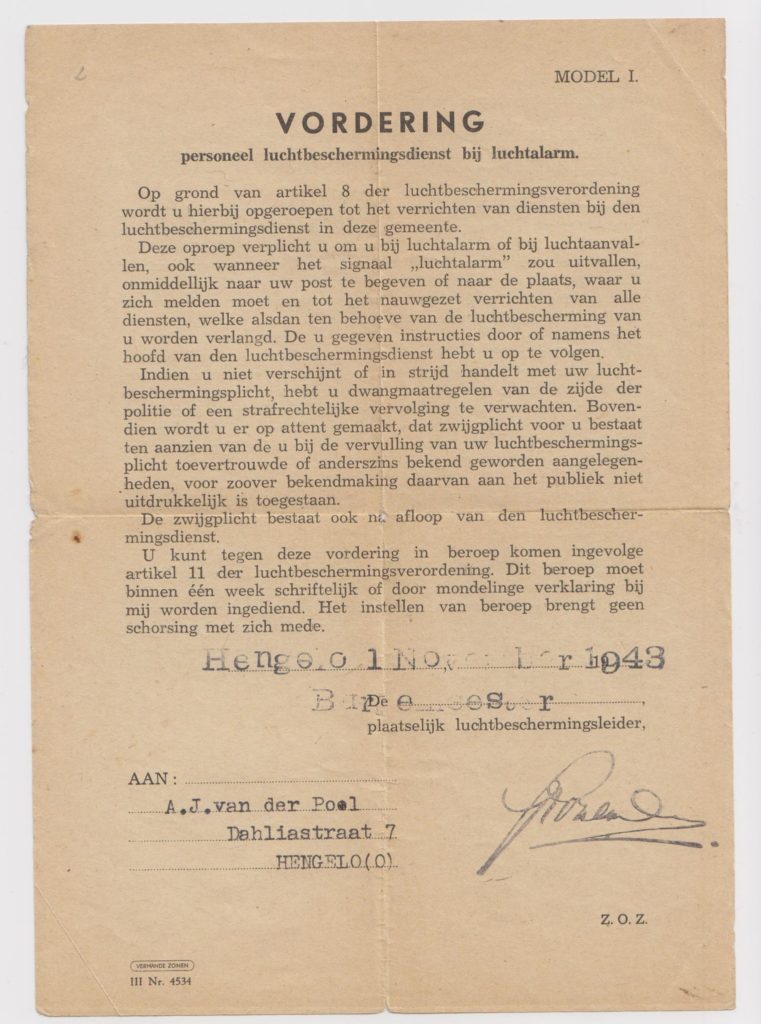 MODEL I.
VORDERING
personeel luchtbeschermingsdienst bij luchtalarm.
Op grond van artikel 8 der luchtbeschermingsverordening
wordt u hierbij opgeroepen tot het verrichten van diensten bij den
luchtbeschermingsdienst in deze gemeente.
Deze oproep verplicht u om u bij luchtalarm of bij luchtaanval-
len, ook wanneer het signaal „luchtalarm" zou uitvallen,
onmiddellijk naar uw post te begeven of naar de plaats, waar u
zich melden moet en tot het nauwgezet verrichten van alle
diensten, welke alsdan ten behoeve van de luchtbescherming van
u worden verlangd. De u gegeven instructies door of namens het
hoofd van den luchtbeschermingsdienst hebt u op te volgen.
Indien u niet verschijnt of in strijd handelt met uw lucht-
beschermingsplicht, hebt u dwangmaatregelen van de zijde der
politie of een strafrechtelijke vervolging te verwachten. Boven-
dien wordt u er op attent gemaakt, dat zwijgplicht voor u bestaat
ten aanzien van de u bij de vervulling van uw luchtbeschermings-
plicht toevertrouwde of anderszins bekend geworden aangelegen-
heden, voor zoover bekendmaking daarvan aan het publiek niet
uitdrukkelijk is toegestaan.
De zwijgplicht bestaat ook na afloop van den luchtbescher-
mingsdienst.
U kunt tegen deze vordering in beroep komen ingevolge
artikel 11 der luchtbeschermingsverordening. Dit beroep moet
binnen één week schriftelijk of door mondelinge verklaring bij
mij worden ingediend. Het instellen van beroep brengt geen
schorsing met zich mede.
Hengelo 1 November 1943
De Burgemeester,
plaatselijk luchtbeschermingsleider,
AAN:
A.J.van der Poel
Dahliastraat 7
HENGELO(O)
Z. O. Z.
VERMANDE ZONEN
III Nr. 4534